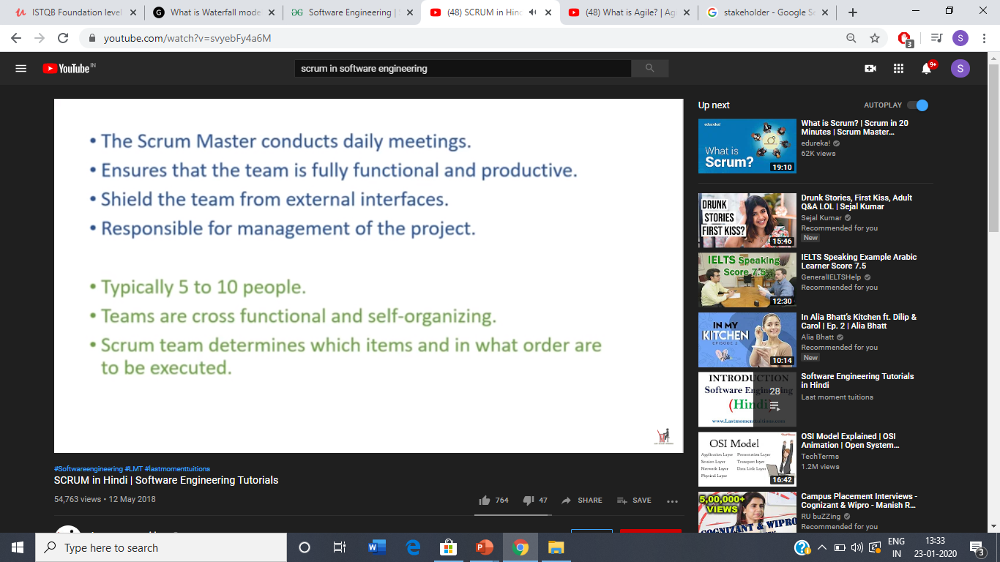 ISTQB Foundation level
What is Waterfall mode
Software Engineering | S
(48) SCRUM in Hind
(48) What is Agile? | Ag
stakeholder - Google Se
youtube.com/watch?v=svyebFy4a6M
3
S
YouTube IN
scrum in software engineering
9+
S
• The Scrum Master conducts daily meetings.
• Ensures that the team is fully functional and productive.
• Shield the team from external interfaces.
• Responsible for management of the project.
• Typically 5 to 10 people.
• Teams are cross functional and self-organizing.
• Scrum team determines which items and in what order are
to be executed.
#Softwareengineering #LMT #lastmomenttuitions
SCRUM in Hindi | Software Engineering Tutorials
54,763 views • 12 May 2018
764
47
SHARE
SAVE
Up next
AUTOPLAY
edureka!
What is
Scrum?
19:10
What is Scrum? | Scrum in 20
Minutes | Scrum Master...
edureka!
62K views
DRUNK
STORIES
FIRST KISS?
15:46
Drunk Stories, First Kiss, Adult
Q&A LOL | Sejal Kumar
Sejal Kumar
Recommended for you
New
IELTS Speaking
Score 7.5
12:30
IELTS Speaking Example Arabic
Learner Score 7.5
GeneralIELTSHelp
Recommended for you
IN MY
KITCHEN
EPISODE 2
10:14
In Alia Bhatt's Kitchen ft. Dilip &
Carol | Ep. 2 | Alia Bhatt
Alia Bhatt
Recommended for you
New
INTRODUCTION
Software Engineering
(Hindi)
www.Lastmomenttuitions.com
28
Software Engineering Tutorials
in Hindi
Last moment tuitions
OSI Model
Application Layer
Presentation Layer
Session Layer
Transport layer
Network Layer
Data Link Layer
Physical Layer
16:42
OSI Model Explained | OSI
Animation | Open System...
TechTerms
1.2M views
5,00,000+
VIEWS
COGNIZANT & WIPRO
Campus Placement Interviews -
Cognizant & Wipro - Manish R...
RU buZZing
Recommended for you
Type here to search
ENG
IN
13:33
23-01-2020
3